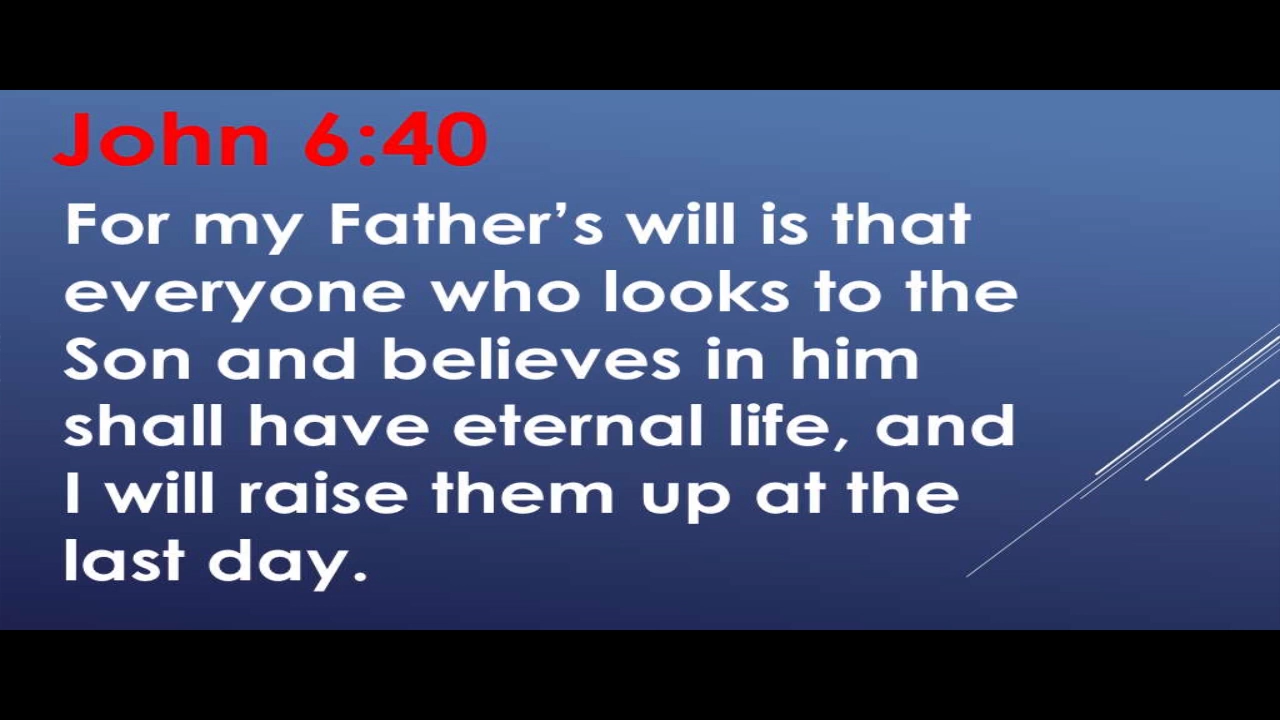 John 6:40
For my Father’s will is that
everyone who looks to the
Son and believes in him
shall have eternal life, and
I will raise them up at the
last day.